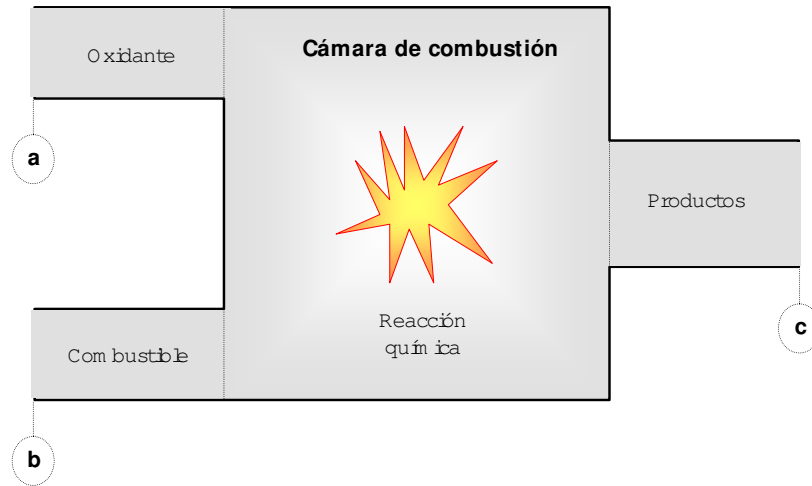 Oxidante
Cámara de combustión
a
Productos
Reacción
química
Combustible
c
b